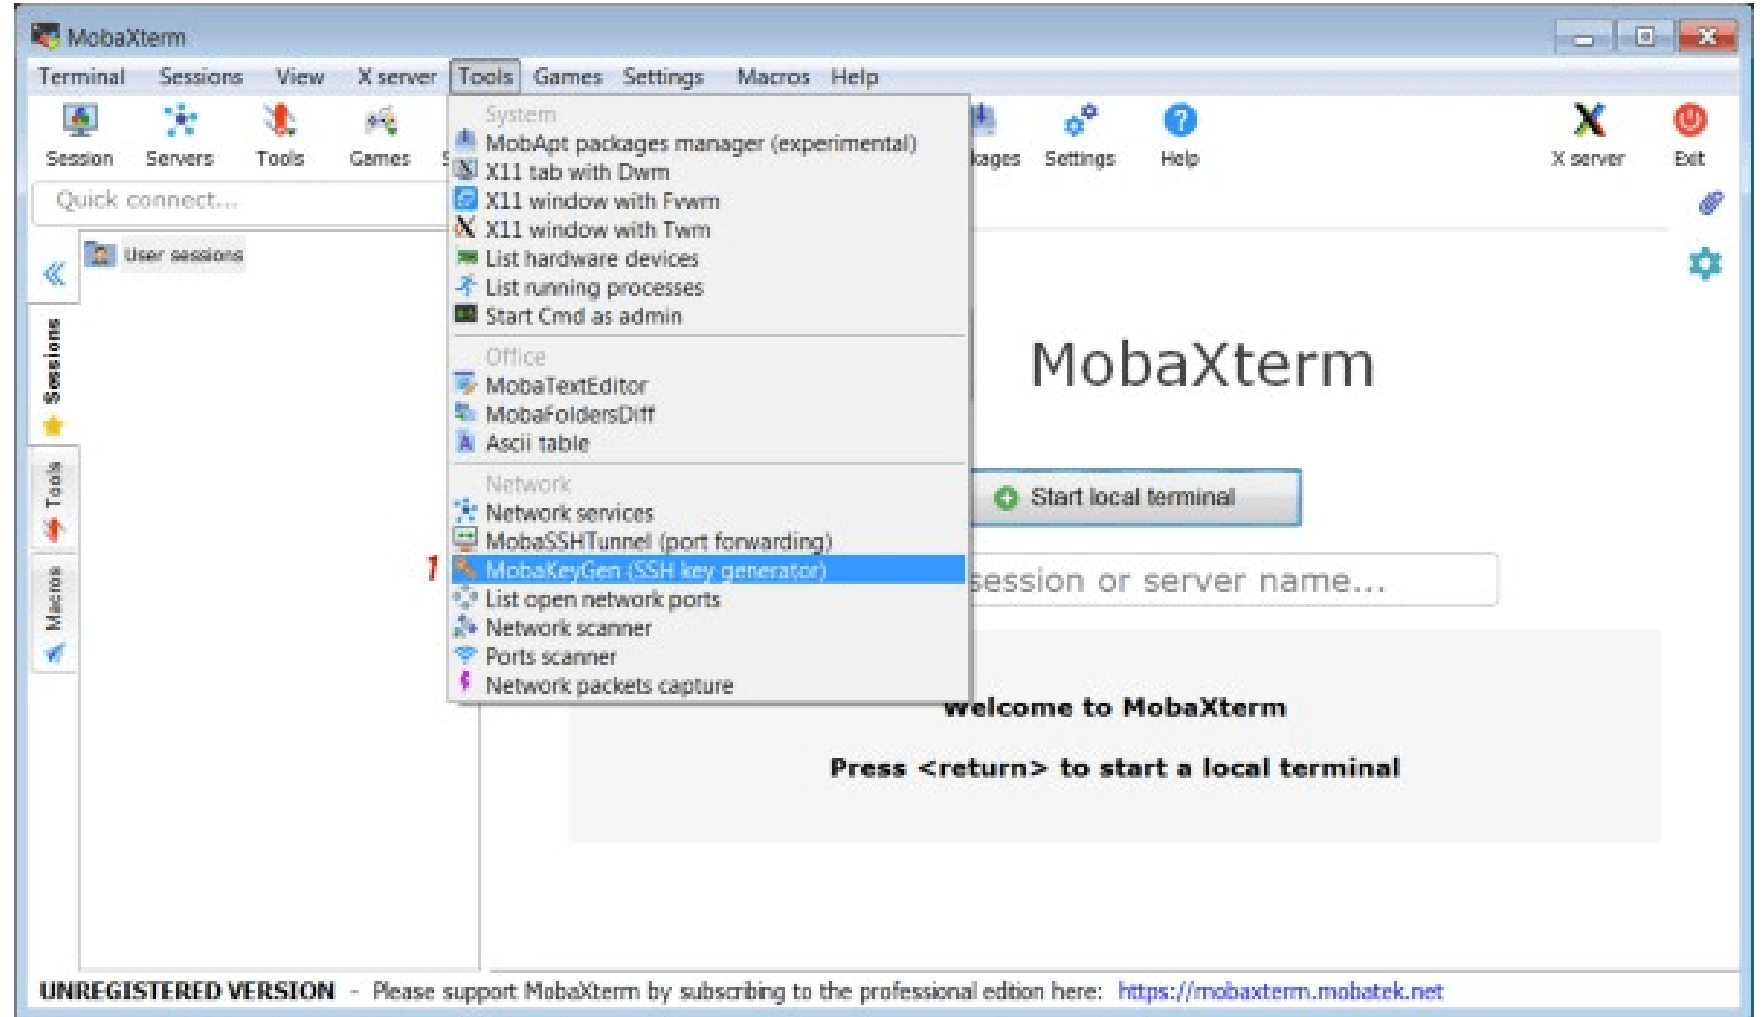 MobaXterm
Terminal Sessions View X server Tools Games Settings Macros Help
Session Servers Tools Games Settings Help X server Exit
Quick connect...
User sessions
Sessions
Tools
Macros
System
MobApt packages manager (experimental)
X11 tab with Dwm
X11 window with Fvwm
X11 window with Twm
List hardware devices
List running processes
Start Cmd as admin
Office
MobaTextEditor
MobaFoldersDiff
Ascii table
Network
Network services
MobaSSHTunnel (port forwarding)
1 MobaKeyGen (SSH key generator)
List open network ports
Network scanner
Ports scanner
Network packets capture
MobaXterm
Start local terminal
session or server name...
Welcome to MobaXterm
Press <return> to start a local terminal
UNREGISTERED VERSION - Please support MobaXterm by subscribing to the professional edition here: https://mobaxterm.mobatek.net